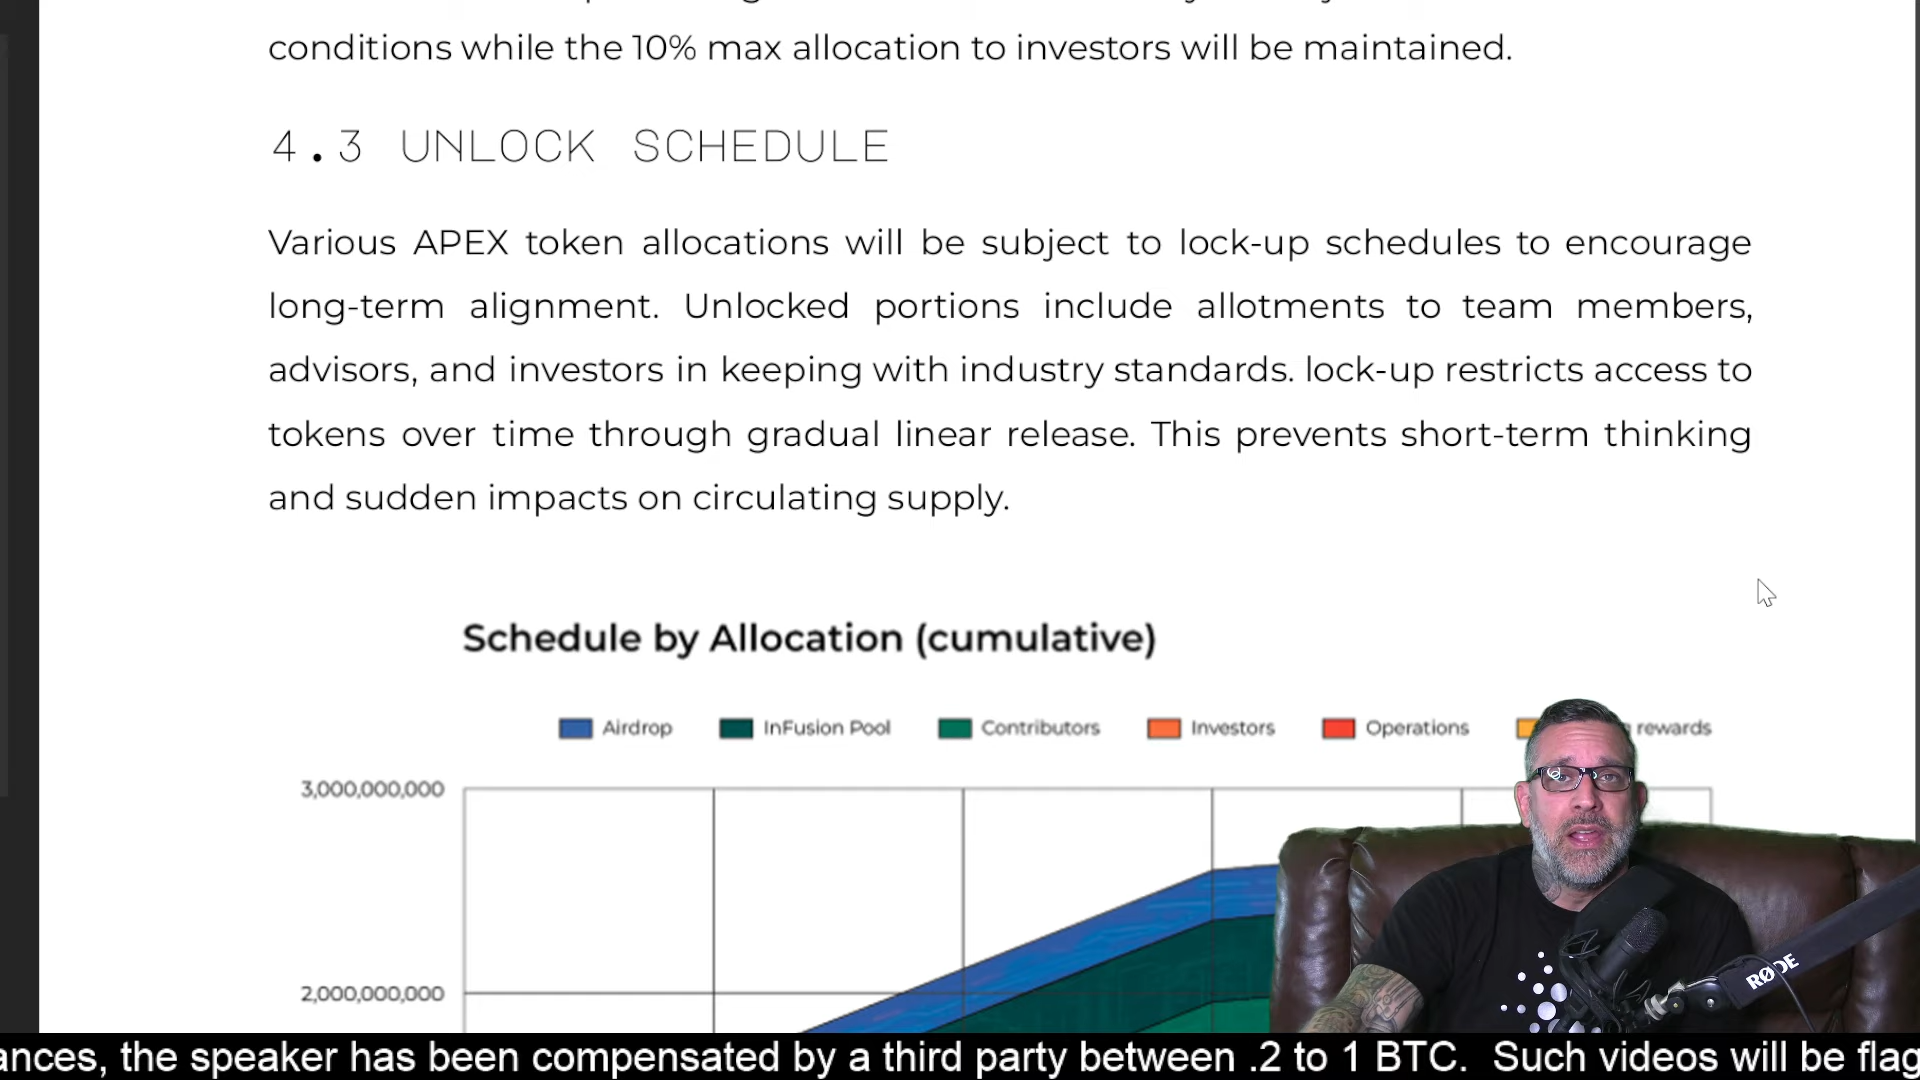 conditions while the 10% max allocation to investors will be maintained.
4.3 UNLOCK SCHEDULE
Various APEX token allocations will be subject to lock-up schedules to encourage
long-term alignment. Unlocked portions include allotments to team members,
advisors, and investors in keeping with industry standards. lock-up restricts access to
tokens over time through gradual linear release. This prevents short-term thinking
and sudden impacts on circulating supply.
Schedule by Allocation (cumulative)
Airdrop InFusion Pool Contributors Investors Operations rewards
3,000,000,000
2,000,000,000
RØDE
the speaker has been compensated by a third party between .2 to 1 BTC. Such videos will be